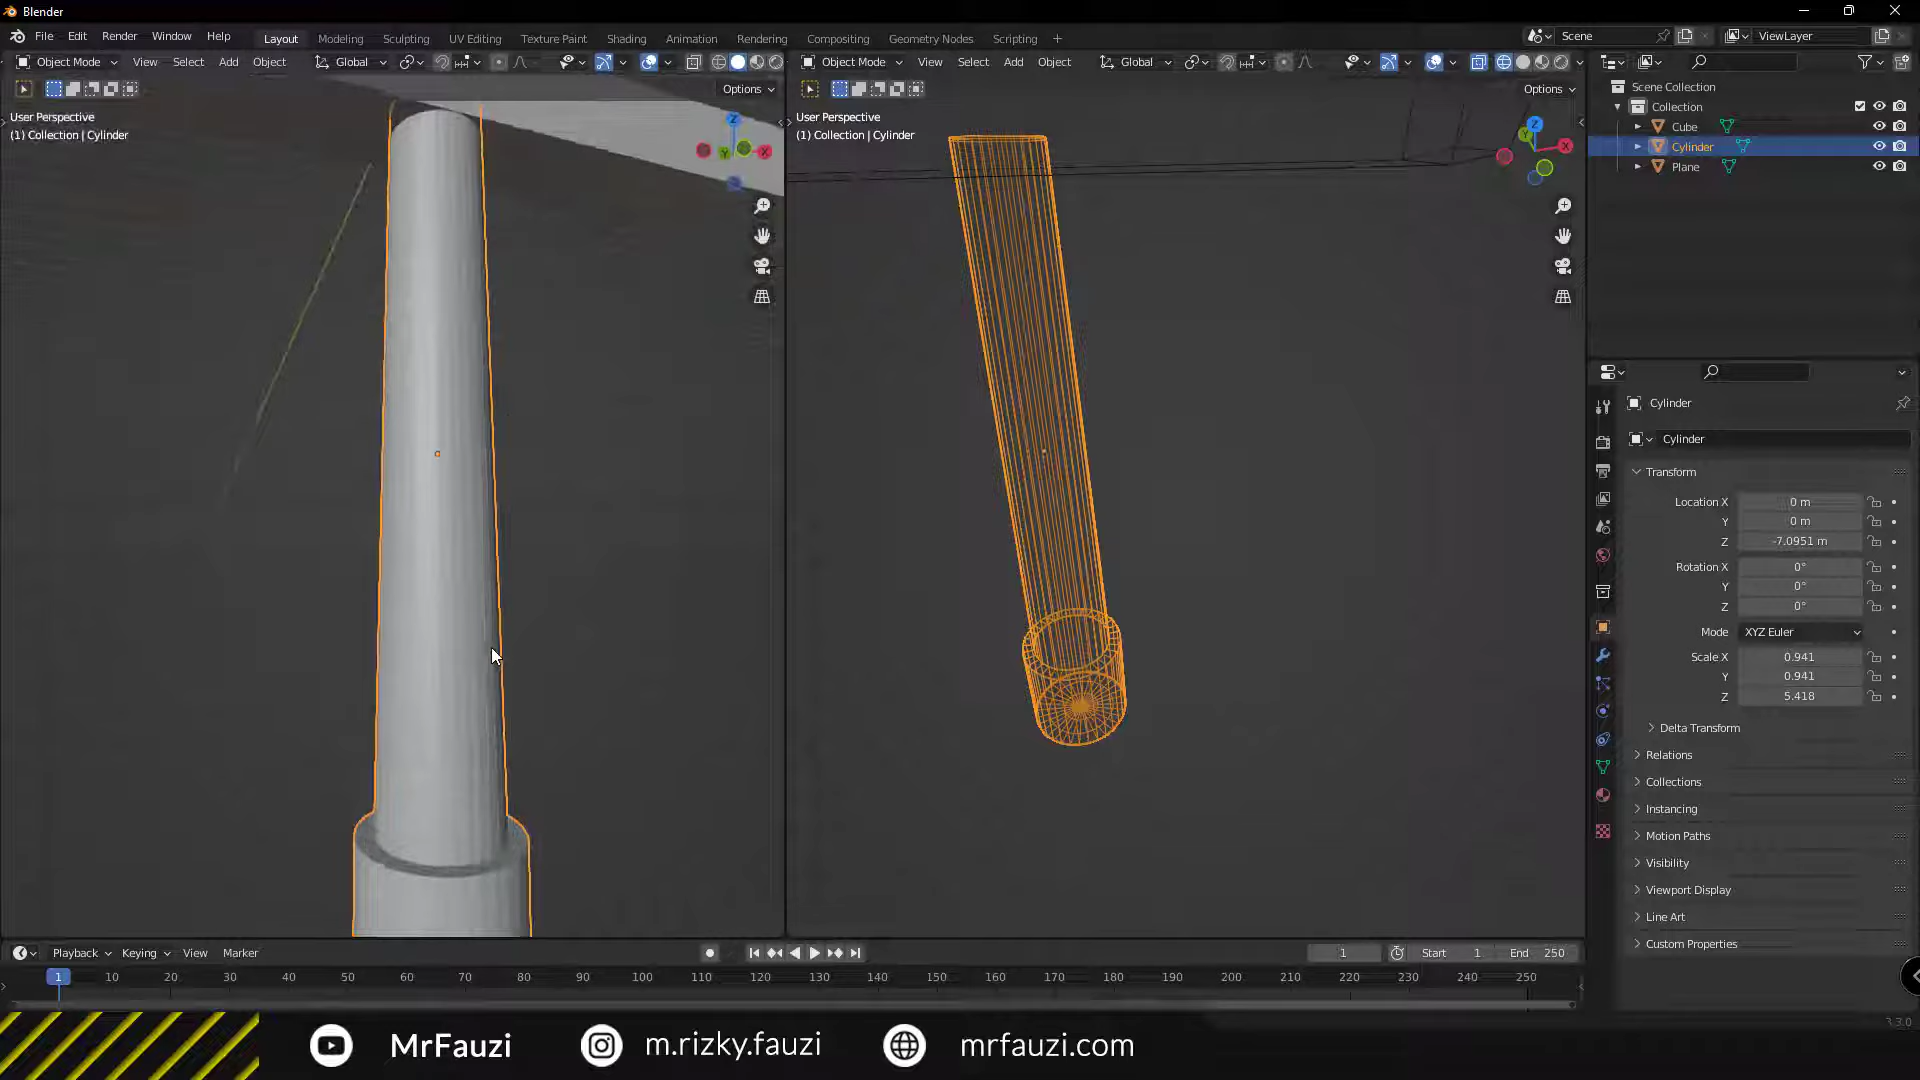 Blender
File Edit Render Window Help Layout Modeling Sculpting UV Editing Texture Paint Shading Animation Rendering Compositing Geometry Nodes Scripting + Scene ViewLayer
Object Mode View Select Add Object Global Object Mode View Select Add Object Global
Options Options
User Perspective
(1) Collection | Cylinder
User Perspective
(1) Collection | Cylinder
Z
Y
X
Z
Y
X
Scene Collection
Collection
Cube
Cylinder
Plane
Cylinder
Cylinder
Transform
Location X 0 m
Y 0 m
Z -7.0951 m
Rotation X 0°
Y 0°
Z 0°
Mode XYZ Euler
Scale X 0.941
Y 0.941
Z 5.418
Delta Transform
Relations
Collections
Instancing
Motion Paths
Visibility
Viewport Display
Line Art
Custom Properties
Playback Keying View Marker 1 Start 1 End 250
1 10 20 30 40 50 60 70 80 90 100 110 120 130 140 150 160 170 180 190 200 210 220 230 240 250
3.3.0
MrFauzi m.rizky.fauzi mrfauzi.com